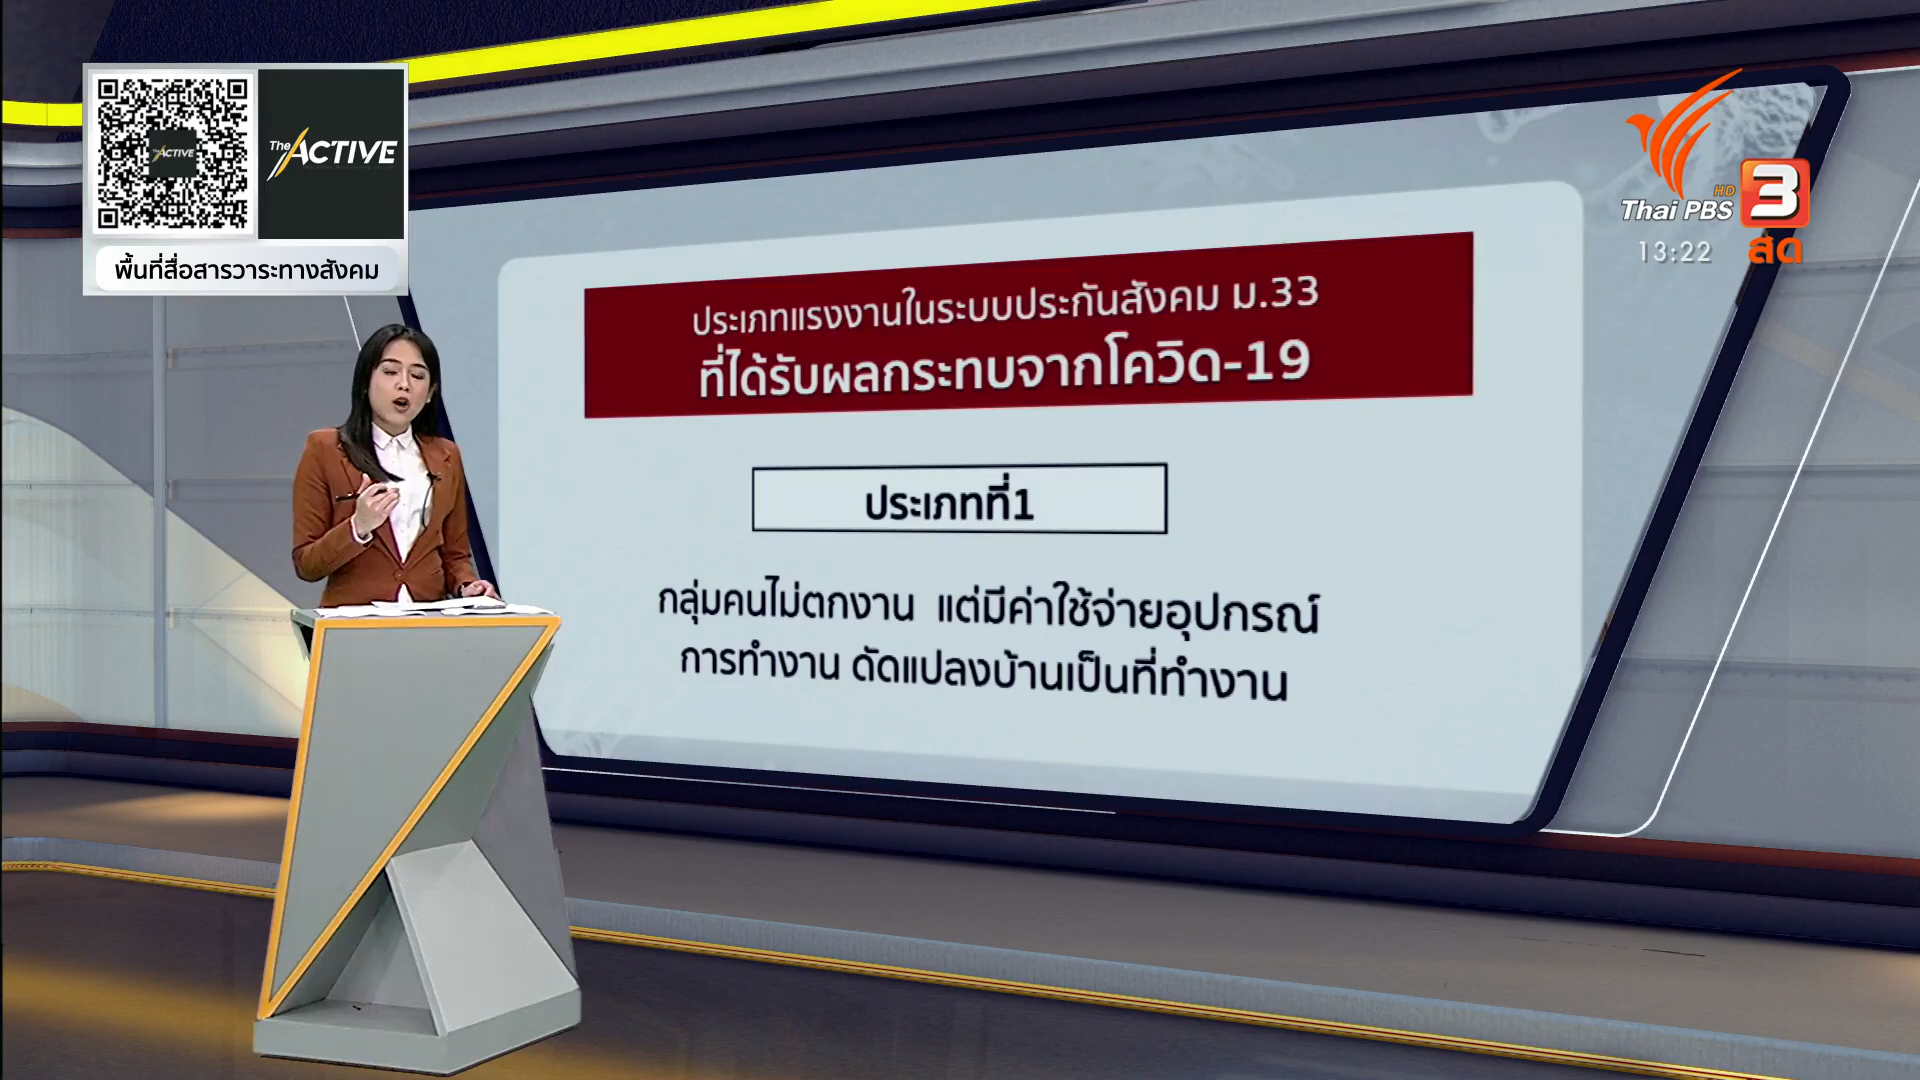 The ACTIVE
The ACTIVE
พื้นที่สื่อสารวาระทางสังคม
HD
Thai PBS 3
13:22 สด
ประเภทแรงงานในระบบประกันสังคม ม.33
ที่ได้รับผลกระทบจากโควิด-19
ประเภทที่1
กลุ่มคนไม่ตกงาน แต่มีค่าใช้จ่ายอุปกรณ์
การทำงาน ดัดแปลงบ้านเป็นที่ทำงาน